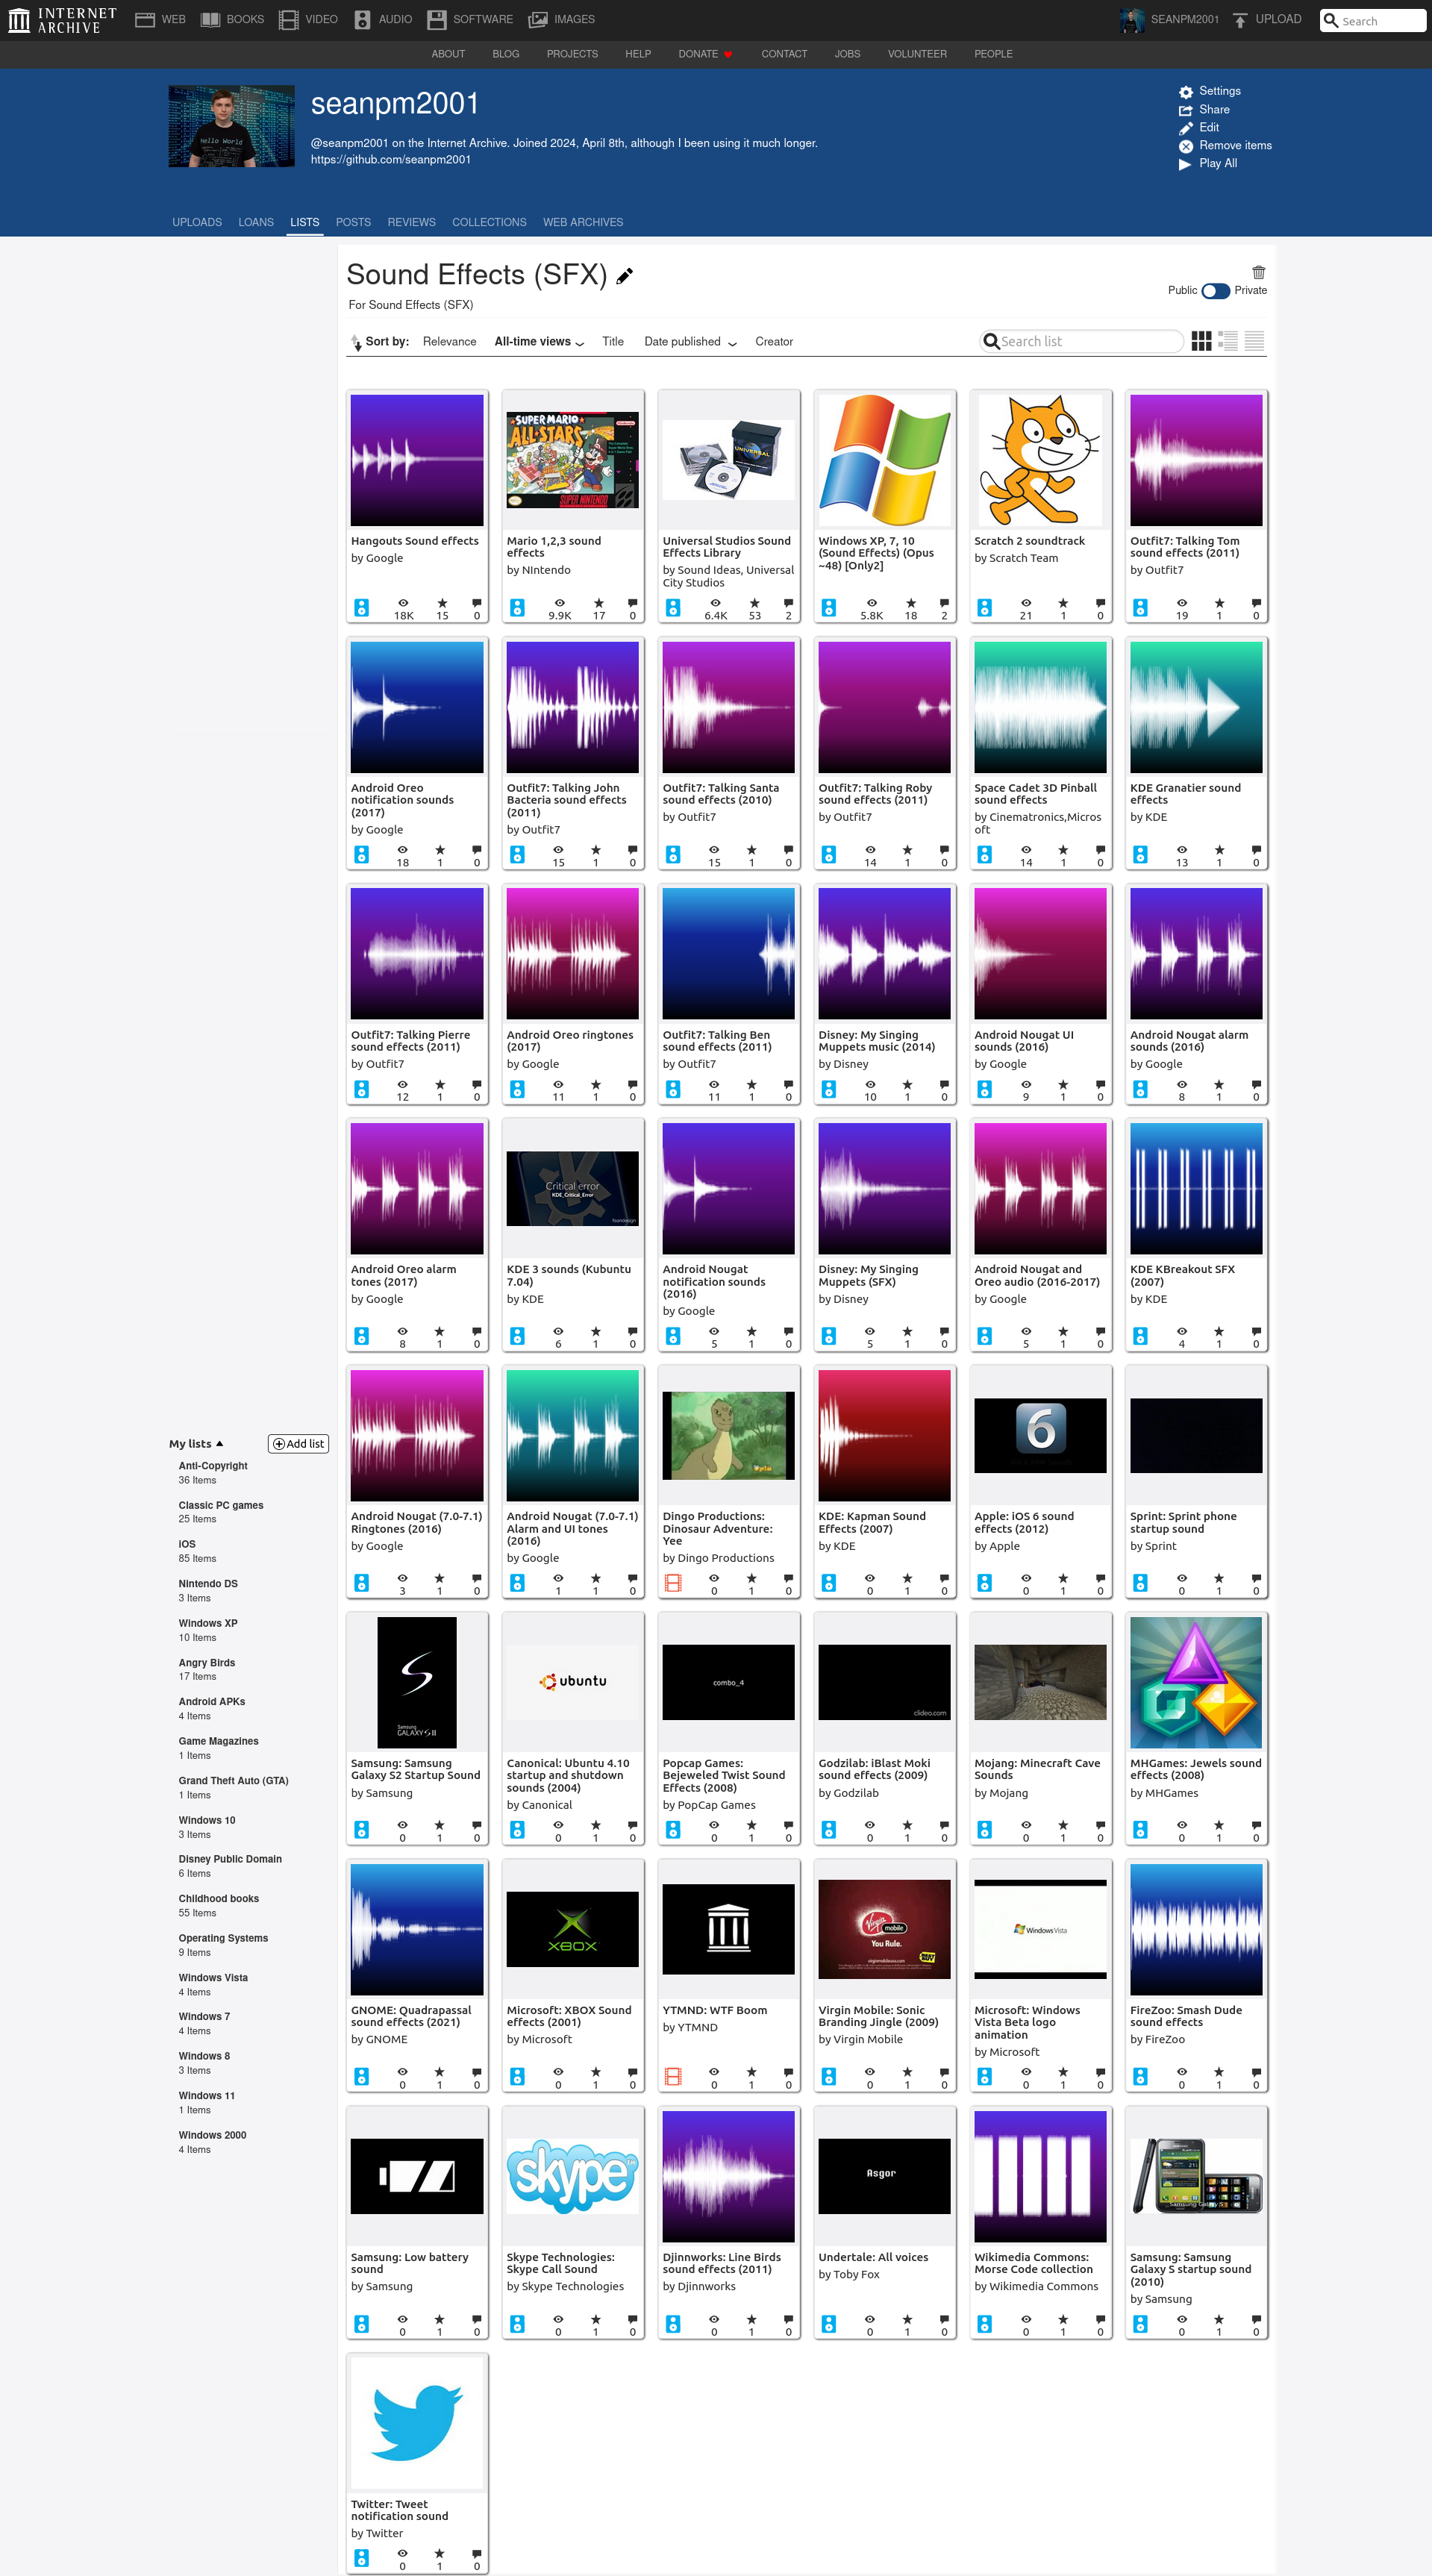 INTERNET
ARCHIVE
WEB
BOOKS
VIDEO
AUDIO
SOFTWARE
IMAGES
SEANPM2001
UPLOAD
Search
ABOUT
BLOG
PROJECTS
HELP
DONATE
CONTACT
JOBS
VOLUNTEER
PEOPLE
Hello World
seanpm2001
@seanpm2001 on the Internet Archive. Joined 2024, April 8th, although I been using it much longer.
https://github.com/seanpm2001
Settings
Share
Edit
Remove items
Play All
UPLOADS
LOANS
LISTS
POSTS
REVIEWS
COLLECTIONS
WEB ARCHIVES
Sound Effects (SFX)
For Sound Effects (SFX)
Public
Private
Sort by:
Relevance
All-time views
Title
Date published
Creator
Search list
My lists
Add list
Anti-Copyright
36 Items
Classic PC games
25 Items
iOS
85 Items
Nintendo DS
3 Items
Windows XP
10 Items
Angry Birds
17 Items
Android APKs
4 Items
Game Magazines
1 Items
Grand Theft Auto (GTA)
1 Items
Windows 10
3 Items
Disney Public Domain
6 Items
Childhood books
55 Items
Operating Systems
9 Items
Windows Vista
4 Items
Windows 7
4 Items
Windows 8
3 Items
Windows 11
1 Items
Windows 2000
4 Items
Hangouts Sound effects
by Google
18K 15 0
SUPER MARIO
ALL-STARS
SUPER NINTENDO
Mario 1,2,3 sound
effects
by NIntendo
9.9K 17 0
UNIVERSAL
Universal Studios Sound
Effects Library
by Sound Ideas, Universal
City Studios
6.4K 53 2
Windows XP, 7, 10
(Sound Effects) (Opus
~48) [Only2]
5.8K 18 2
Scratch 2 soundtrack
by Scratch Team
21 1 0
Outfit7: Talking Tom
sound effects (2011)
by Outfit7
19 1 0
Android Oreo
notification sounds
(2017)
by Google
18 1 0
Outfit7: Talking John
Bacteria sound effects
(2011)
by Outfit7
15 1 0
Outfit7: Talking Santa
sound effects (2010)
by Outfit7
15 1 0
Outfit7: Talking Roby
sound effects (2011)
by Outfit7
14 1 0
Space Cadet 3D Pinball
sound effects
by Cinematronics,Micros
oft
14 1 0
KDE Granatier sound
effects
by KDE
13 1 0
Outfit7: Talking Pierre
sound effects (2011)
by Outfit7
12 1 0
Android Oreo ringtones
(2017)
by Google
11 1 0
Outfit7: Talking Ben
sound effects (2011)
by Outfit7
11 1 0
Disney: My Singing
Muppets music (2014)
by Disney
10 1 0
Android Nougat UI
sounds (2016)
by Google
9 1 0
Android Nougat alarm
sounds (2016)
by Google
8 1 0
Android Oreo alarm
tones (2017)
by Google
8 1 0
Critical error
KDE_Critical_Error
KDE 3 sounds (Kubuntu
7.04)
by KDE
6 1 0
Android Nougat
notification sounds
(2016)
by Google
5 1 0
Disney: My Singing
Muppets (SFX)
by Disney
5 1 0
Android Nougat and
Oreo audio (2016-2017)
by Google
5 1 0
KDE KBreakout SFX
(2007)
by KDE
4 1 0
Android Nougat (7.0-7.1)
Ringtones (2016)
by Google
3 1 0
Android Nougat (7.0-7.1)
Alarm and UI tones
(2016)
by Google
1 1 0
Dingo Productions:
Dinosaur Adventure:
Yee
by Dingo Productions
0 1 0
KDE: Kapman Sound
Effects (2007)
by KDE
0 1 0
6
Apple: iOS 6 sound
effects (2012)
by Apple
0 1 0
Sprint: Sprint phone
startup sound
by Sprint
0 1 0
Samsung
GALAXY SII
Samsung: Samsung
Galaxy S2 Startup Sound
by Samsung
0 1 0
ubuntu
Canonical: Ubuntu 4.10
startup and shutdown
sounds (2004)
by Canonical
0 1 0
combo_4
Popcap Games:
Bejeweled Twist Sound
Effects (2008)
by PopCap Games
0 1 0
clideo.com
Godzilab: iBlast Moki
sound effects (2009)
by Godzilab
0 1 0
Mojang: Minecraft Cave
Sounds
by Mojang
0 1 0
MHGames: Jewels sound
effects (2008)
by MHGames
0 1 0
GNOME: Quadrapassal
sound effects (2021)
by GNOME
0 1 0
XBOX
Microsoft: XBOX Sound
effects (2001)
by Microsoft
0 1 0
YTMND: WTF Boom
by YTMND
0 1 0
Virgin
mobile
You Rule.
Virgin Mobile: Sonic
Branding Jingle (2009)
by Virgin Mobile
0 1 0
Windows Vista
Microsoft: Windows
Vista Beta logo
animation
by Microsoft
0 1 0
FireZoo: Smash Dude
sound effects
by FireZoo
0 1 0
Samsung: Low battery
sound
by Samsung
0 1 0
skype
Skype Technologies:
Skype Call Sound
by Skype Technologies
0 1 0
Djinnworks: Line Birds
sound effects (2011)
by Djinnworks
0 1 0
Asgor
Undertale: All voices
by Toby Fox
0 1 0
Wikimedia Commons:
Morse Code collection
by Wikimedia Commons
0 1 0
Samsung: Samsung
Galaxy S startup sound
(2010)
by Samsung
0 1 0
Twitter: Tweet
notification sound
by Twitter
0 1 0